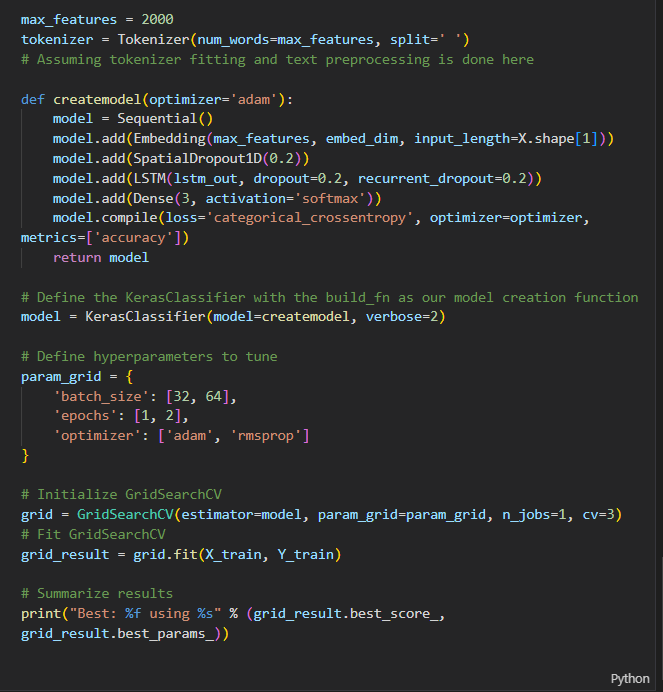 max_features = 2000
tokenizer = Tokenizer(num_words=max_features, split=' ')
# Assuming tokenizer fitting and text preprocessing is done here
def createmodel(optimizer='adam'):
    model = Sequential()
    model.add(Embedding(max_features, embed_dim, input_length=X.shape[1]))
    model.add(SpatialDropout1D(0.2))
    model.add(LSTM(lstm_out, dropout=0.2, recurrent_dropout=0.2))
    model.add(Dense(3, activation='softmax'))
    model.compile(loss='categorical_crossentropy', optimizer=optimizer,
metrics=['accuracy'])
    return model
# Define the KerasClassifier with the build_fn as our model creation function
model = KerasClassifier(model=createmodel, verbose=2)
# Define hyperparameters to tune
param_grid = {
    'batch_size': [32, 64],
    'epochs': [1, 2],
    'optimizer': ['adam', 'rmsprop']
}
# Initialize GridSearchCV
grid = GridSearchCV(estimator=model, param_grid=param_grid, n_jobs=1, cv=3)
# Fit GridSearchCV
grid_result = grid.fit(X_train, Y_train)
# Summarize results
print("Best: %f using %s" % (grid_result.best_score_,
grid_result.best_params_))
Python